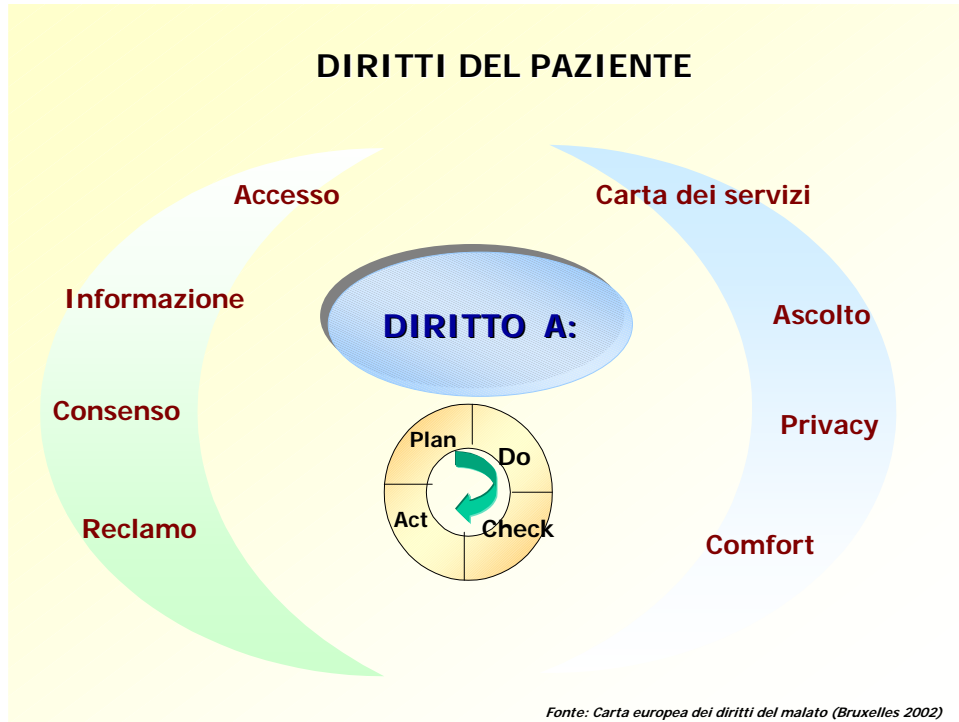 DIRITTI DEL PAZIENTE
Accesso
Carta dei servizi
Informazione
Ascolto
DIRITTO A:
Consenso
Privacy
Plan
Do
Act
Check
Reclamo
Comfort
Fonte: Carta europea dei diritti del malato (Bruxelles 2002)